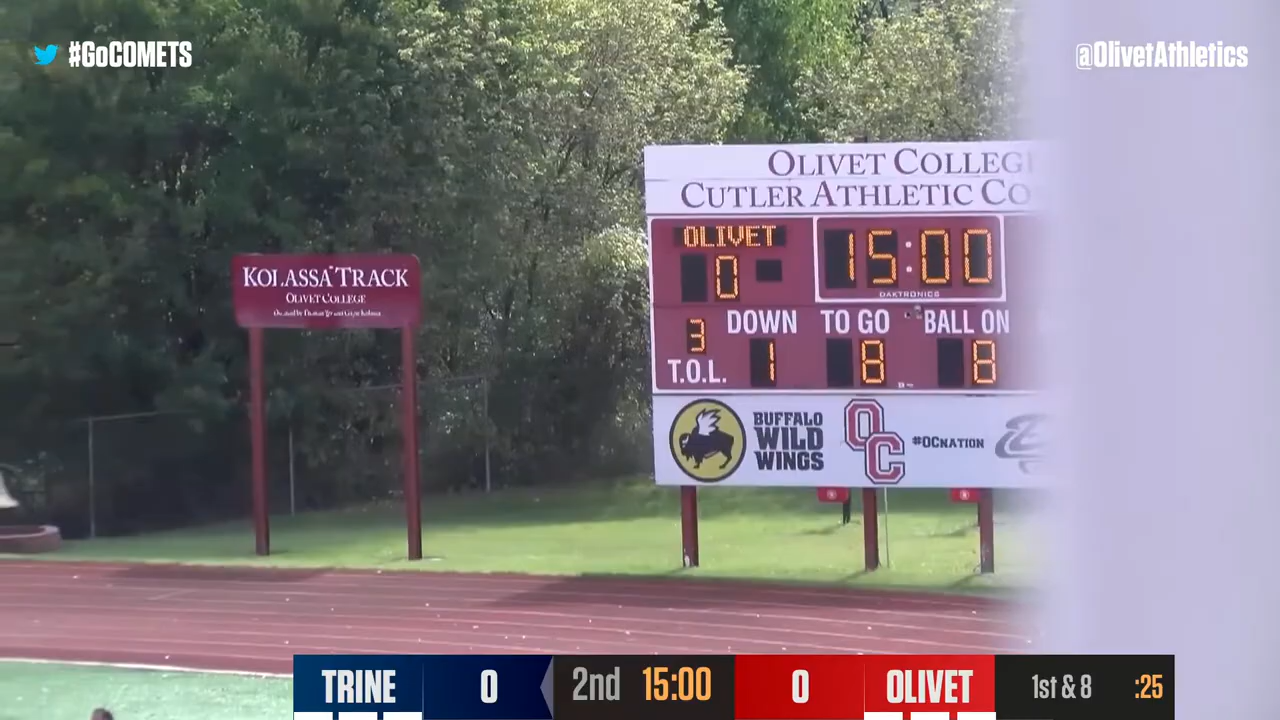 #GoCOMETS
@OlivetAthletics
OLIVET COLLEG
CUTLER ATHLETIC CO
OLIVET
15:00
0
DAKTRONICS
DOWN TO GO BALL ON
3
1 8 8
T.O.L.
KOLASSA TRACK
OLIVET COLLEGE
BUFFALO
WILD
WINGS
OC
#OCNATION
TRINE 0 2nd 15:00 0 OLIVET 1st & 8 :25